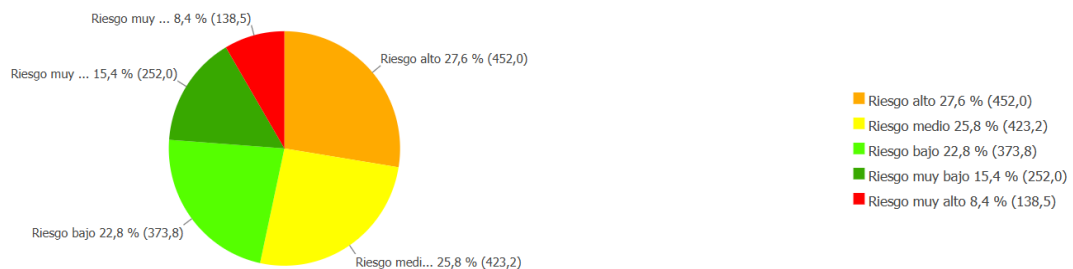 Riesgo muy ... 8,4 % (138,5)
Riesgo alto 27,6 % (452,0)
Riesgo muy ... 15,4 % (252,0)
Riesgo bajo 22,8 % (373,8)
Riesgo medi... 25,8 % (423,2)
Riesgo alto 27,6 % (452,0)
Riesgo medio 25,8 % (423,2)
Riesgo bajo 22,8 % (373,8)
Riesgo muy bajo 15,4 % (252,0)
Riesgo muy alto 8,4 % (138,5)